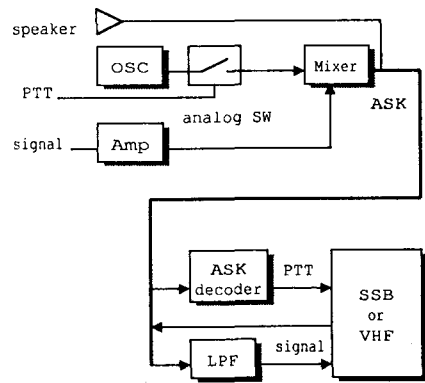 speaker
OSC
Mixer
PTT
ASK
analog SW
signal
Amp
ASK
decoder
PTT
SSB
or
VHF
signal
LPF